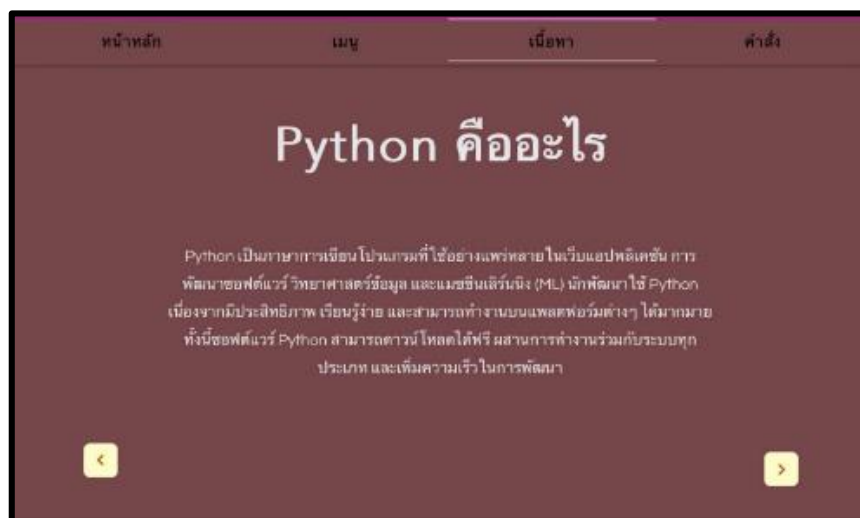 หน้าหลัก เมนู เนื้อหา คำสั่ง
Python คืออะไร
Python เป็นภาษาการเขียนโปรแกรมที่ใช้อย่างแพร่หลายในเว็บแอปพลิเคชัน การ
พัฒนาซอฟต์แวร์ วิทยาศาสตร์ข้อมูล และแมชชีนเลิร์นนิง (ML) นักพัฒนาใช้ Python
เนื่องจากมีประสิทธิภาพ เรียนรู้ง่าย และสามารถทำงานบนแพลตฟอร์มต่างๆ ได้มากมาย
ทั้งนี้ซอฟต์แวร์ Python สามารถดาวน์โหลดได้ฟรี ผสานการทำงานร่วมกับระบบทุก
ประเภท และเพิ่มความเร็วในการพัฒนา